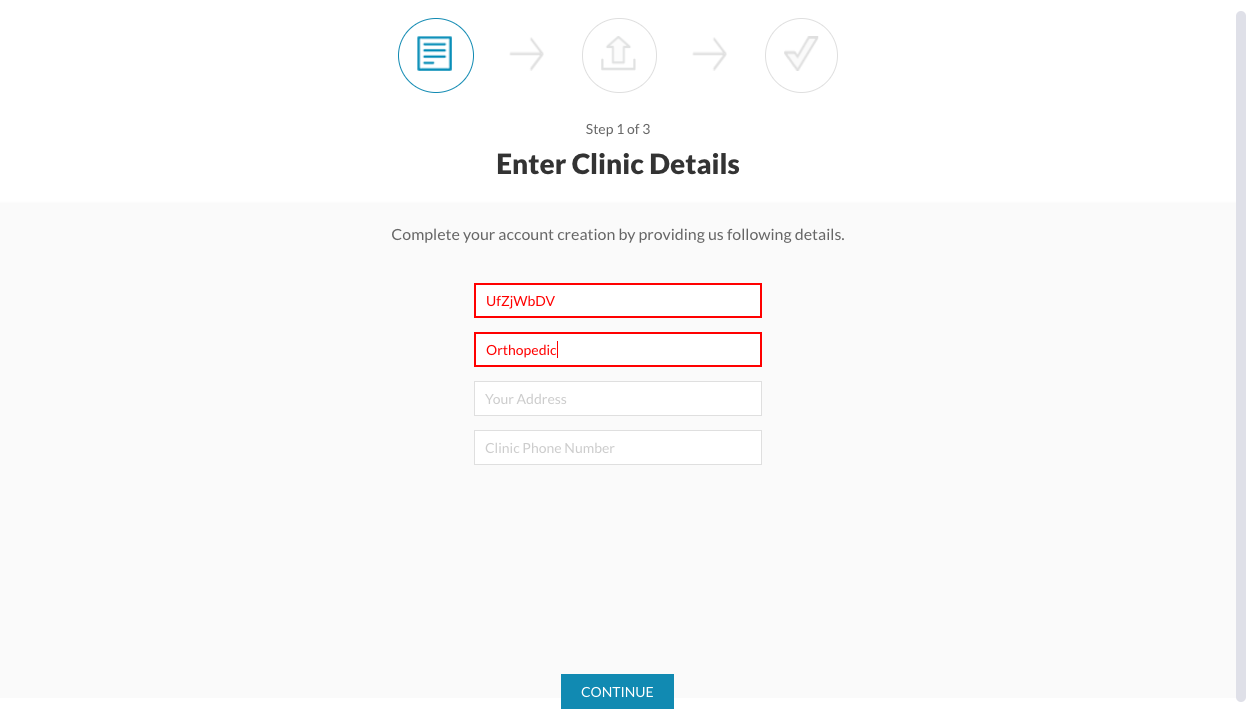 Step 1 of 3
Enter Clinic Details
Complete your account creation by providing us following details.
UfZjWbDV
Orthopedic
Your Address
Clinic Phone Number
CONTINUE